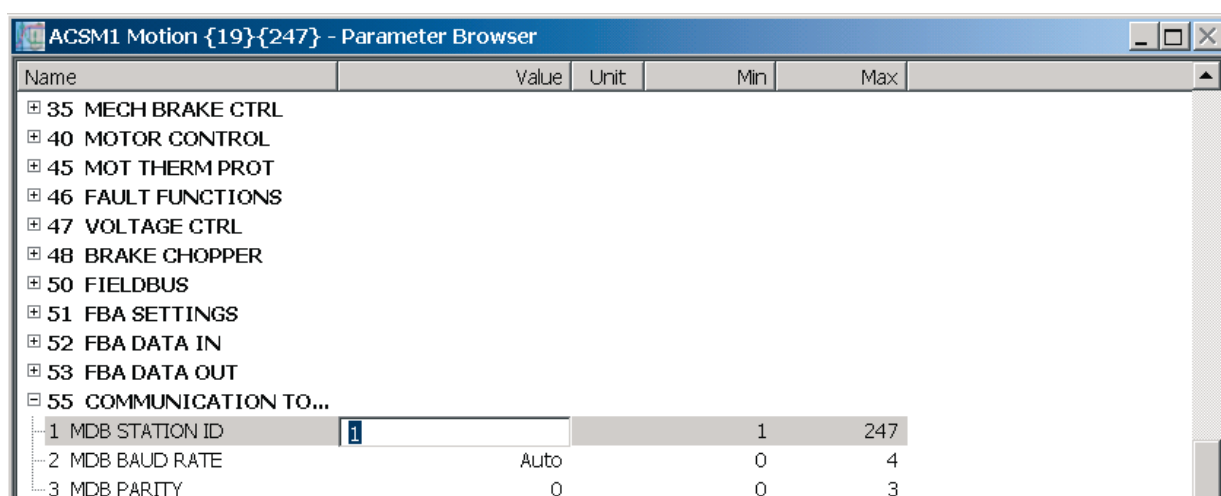 ACSM1 Motion {19}{247} - Parameter Browser
Name Value Unit Min Max
35 MECH BRAKE CTRL
40 MOTOR CONTROL
45 MOT THERM PROT
46 FAULT FUNCTIONS
47 VOLTAGE CTRL
48 BRAKE CHOPPER
50 FIELDBUS
51 FBA SETTINGS
52 FBA DATA IN
53 FBA DATA OUT
55 COMMUNICATION TO...
1 MDB STATION ID 1 1 247
2 MDB BAUD RATE Auto 0 4
3 MDB PARITY 0 0 3